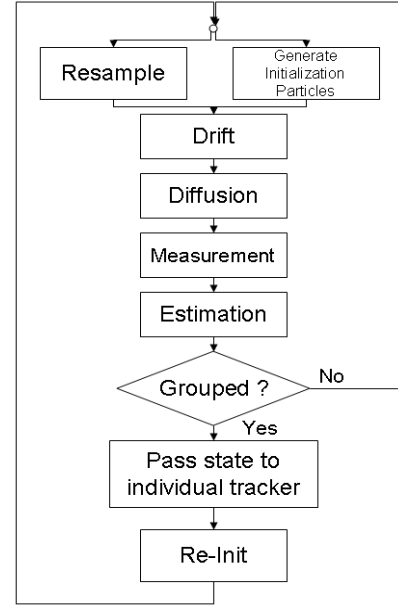 Resample
Generate
Initialization
Particles
Drift
Diffusion
Measurement
Estimation
Grouped ?
No
Yes
Pass state to
individual tracker
Re-Init